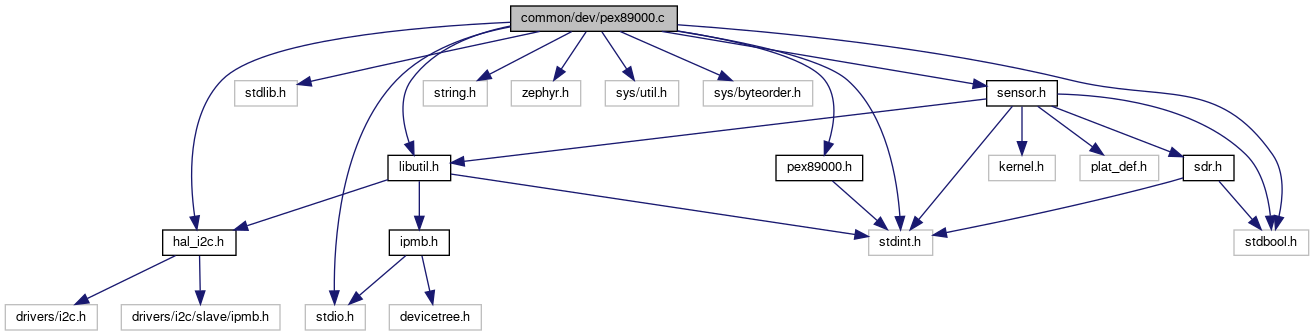 common/dev/pex89000.c
stdlib.h
string.h
zephyr.h
sys/util.h
sys/byteorder.h
sensor.h
libutil.h
pex89000.h
kernel.h
plat_def.h
sdr.h
hal_i2c.h
ipmb.h
stdint.h
stdbool.h
drivers/i2c.h
drivers/i2c/slave/ipmb.h
stdio.h
devicetree.h